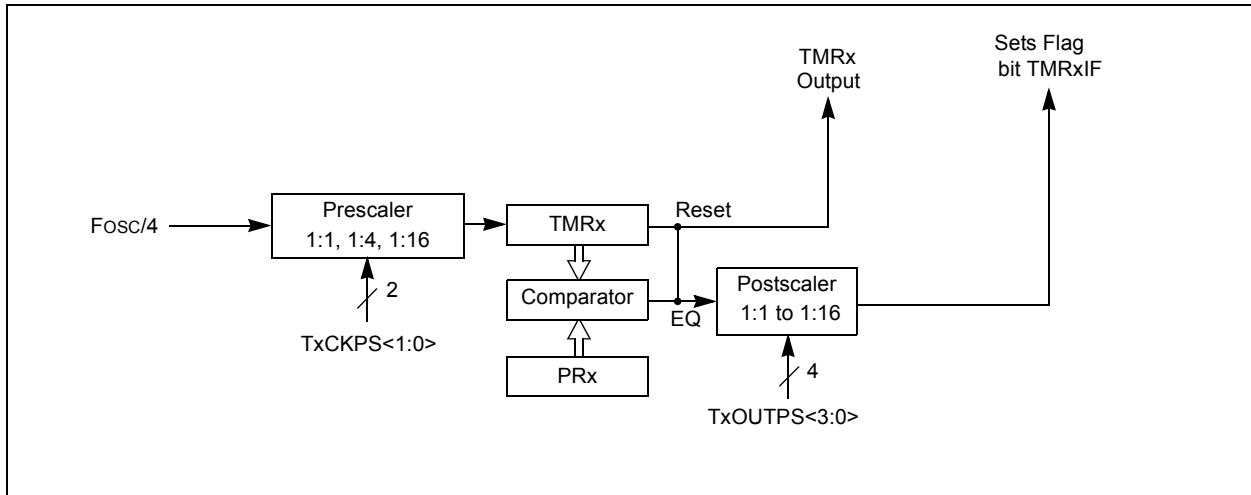 TMRx
Output
Sets Flag
bit TMRxIF
FOSC/4
Prescaler
1:1, 1:4, 1:16
2
TxCKPS<1:0>
TMRx
Reset
Comparator
EQ
PRx
Postscaler
1:1 to 1:16
4
TxOUTPS<3:0>